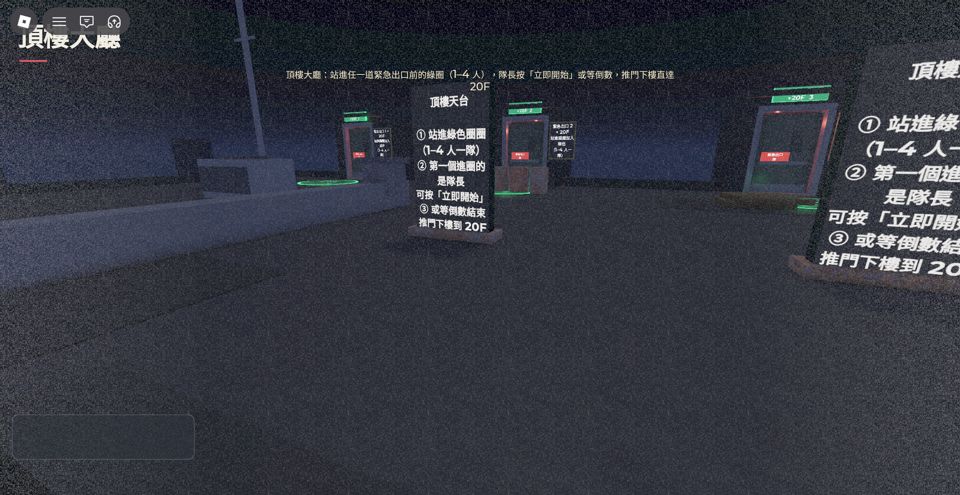 頂樓大廳
頂樓大廳：站進任一道緊急出口前的綠圈（1–4 人），隊長按「立即開始」或等倒數，推門下樓直達
20F
頂樓天台
① 站進綠色圈圈
（1–4 人一隊）
② 第一個進圈的
是隊長
可按「立即開始」
③ 或等倒數結束
推門下樓到 20F
緊急出口 2
→20F 3
頂樓
① 站進綠
（1–4 人一
② 第一個進
是隊長
可按「立即開
③ 或等倒數結
推門下樓到 20